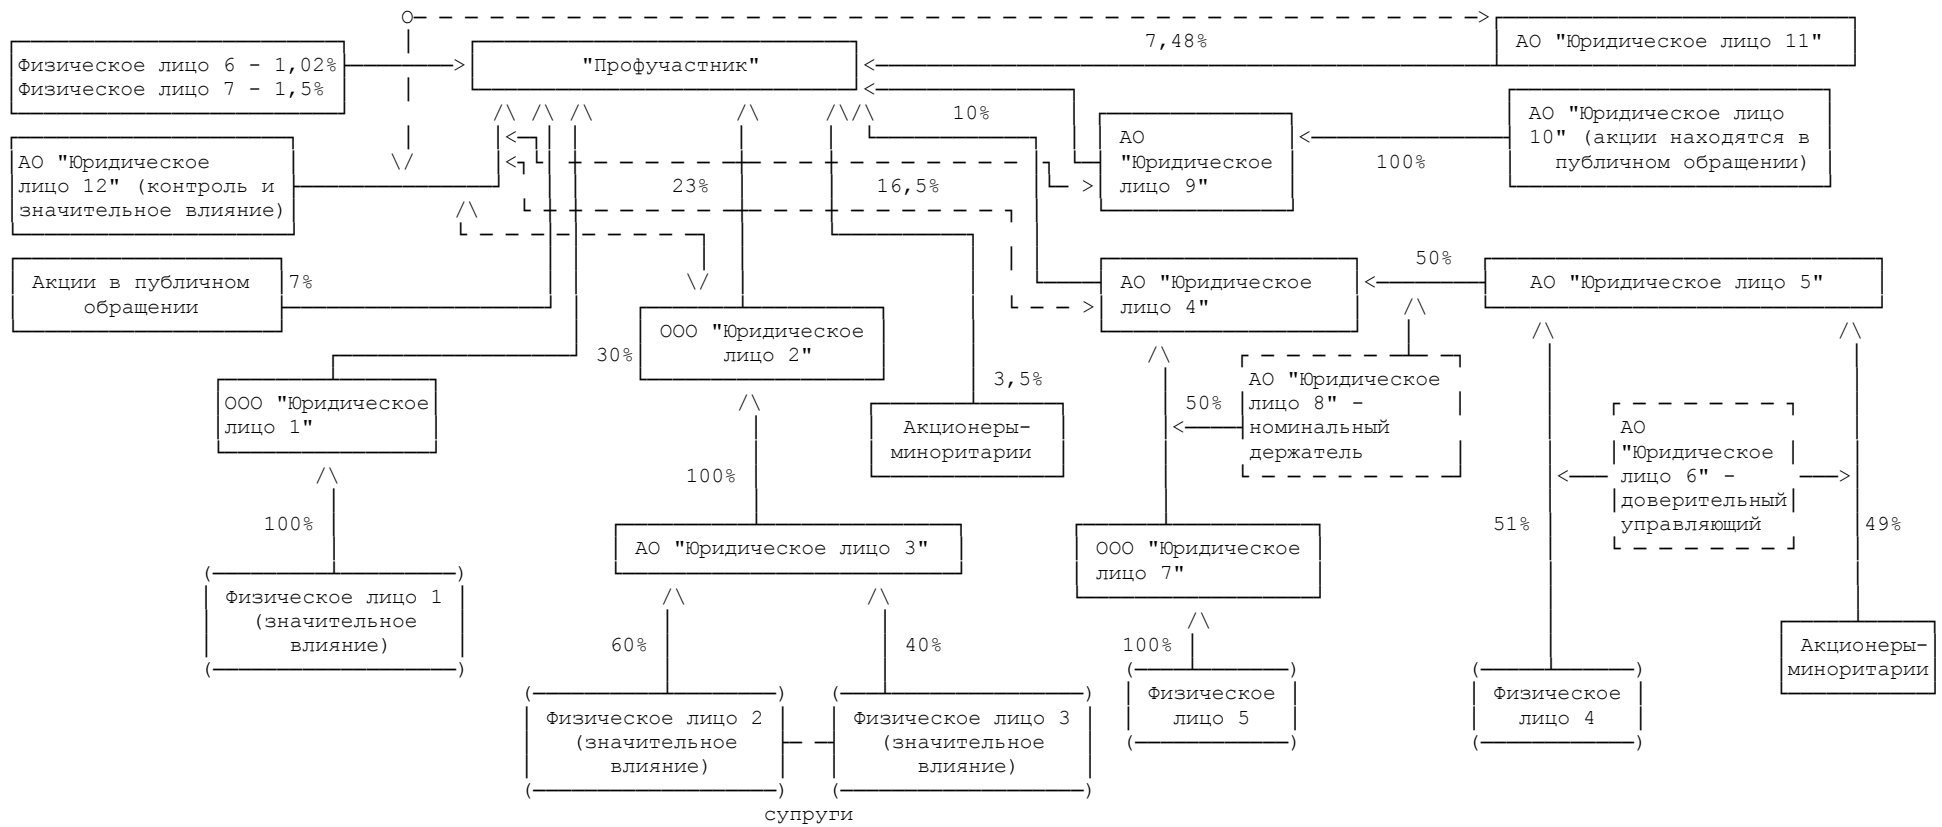 7,48%
АО "Юридическое лицо 11"
Физическое лицо 6 - 1,02%
Физическое лицо 7 - 1,5%
"Профучастник"
10%
АО "Юридическое лицо
10" (акции находятся в
публичном обращении)
100%
АО
"Юридическое
лицо 9"
АО "Юридическое
лицо 12" (контроль и
значительное влияние)
23%
16,5%
Акции в публичном
обращении
7%
50%
АО "Юридическое
лицо 4"
АО "Юридическое лицо 5"
ООО "Юридическое
лицо 2"
30%
3,5%
ООО "Юридическое
лицо 1"
Акционеры-
миноритарии
50%
АО "Юридическое
лицо 8" -
номинальный
держатель
АО
"Юридическое
лицо 6" -
доверительный
управляющий
100%
100%
51%
49%
АО "Юридическое лицо 3"
ООО "Юридическое
лицо 7"
Физическое лицо 1
(значительное
влияние)
60%
40%
100%
Акционеры-
миноритарии
Физическое лицо 2
(значительное
влияние)
Физическое лицо 3
(значительное
влияние)
Физическое
лицо 5
Физическое
лицо 4
супруги